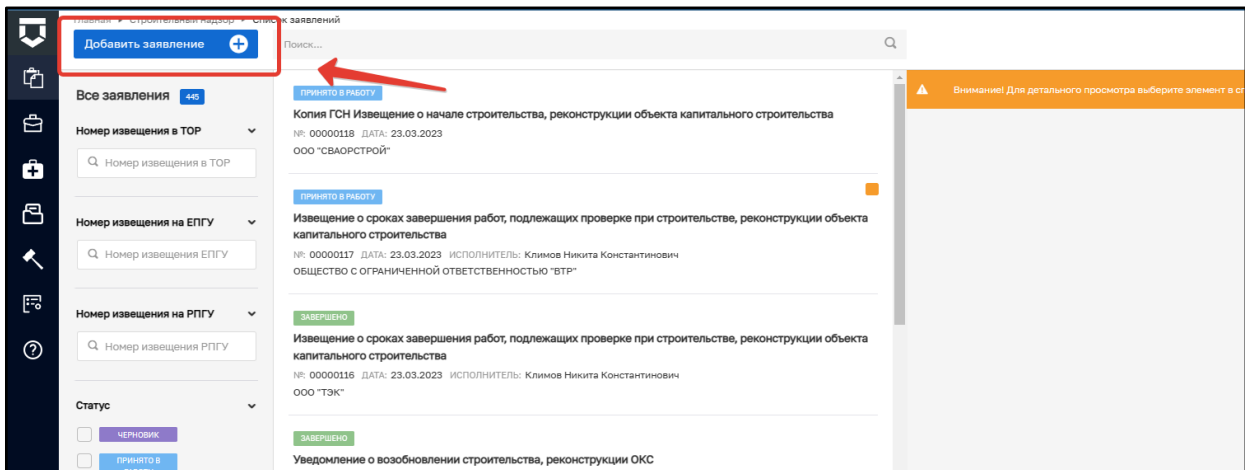 Главная Строительный надзор Список заявлений
Добавить заявление
Поиск...
Все заявления 445
Номер извещения в ТОР
Номер извещения в ТОР
Номер извещения на ЕПГУ
Номер извещения ЕПГУ
Номер извещения на РПГУ
Номер извещения РПГУ
Статус
ЧЕРНОВИК
ПРИНЯТО В
ПРИНЯТО В РАБОТУ
Копия ГСН Извещение о начале строительства, реконструкции объекта капитального строительства
№: 00000118 ДАТА: 23.03.2023
ООО "СВАОРСТРОЙ"
ПРИНЯТО В РАБОТУ
Извещение о сроках завершения работ, подлежащих проверке при строительстве, реконструкции объекта
капитального строительства
№: 00000117 ДАТА: 23.03.2023 ИСПОЛНИТЕЛЬ: Климов Никита Константинович
ОБЩЕСТВО С ОГРАНИЧЕННОЙ ОТВЕТСТВЕННОСТЬЮ "ВТР"
ЗАВЕРШЕНО
Извещение о сроках завершения работ, подлежащих проверке при строительстве, реконструкции объекта
капитального строительства
№: 00000116 ДАТА: 23.03.2023 ИСПОЛНИТЕЛЬ: Климов Никита Константинович
ООО "ТЭК"
ЗАВЕРШЕНО
Уведомление о возобновлении строительства, реконструкции ОКС
Внимание! Для детального просмотра выберите элемент в